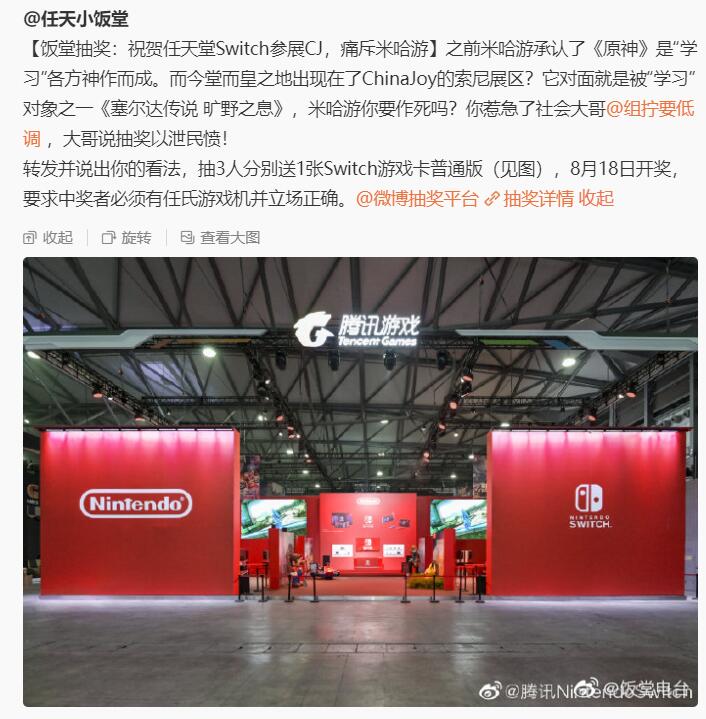 @任天小饭堂
【饭堂抽奖：祝贺任天堂Switch参展CJ，痛斥米哈游】之前米哈游承认了《原神》是“学
习”各方神作而成。而今堂而皇之地出现在了ChinaJoy的索尼展区？它对面就是被“学习”
对象之一《塞尔达传说 旷野之息》，米哈游你要作死吗？你惹急了社会大哥@组拧要低
调 ，大哥说抽奖以泄民愤！
转发并说出你的看法，抽3人分别送1张Switch游戏卡普通版（见图），8月18日开奖，
要求中奖者必须有任氏游戏机并立场正确。@微博抽奖平台 抽奖详情 收起
收起 旋转 查看大图
腾讯游戏
Tencent Games
Nintendo
Nintendo
NINTENDO
SWITCH
@腾讯NintendoSwitch
@饭堂电台